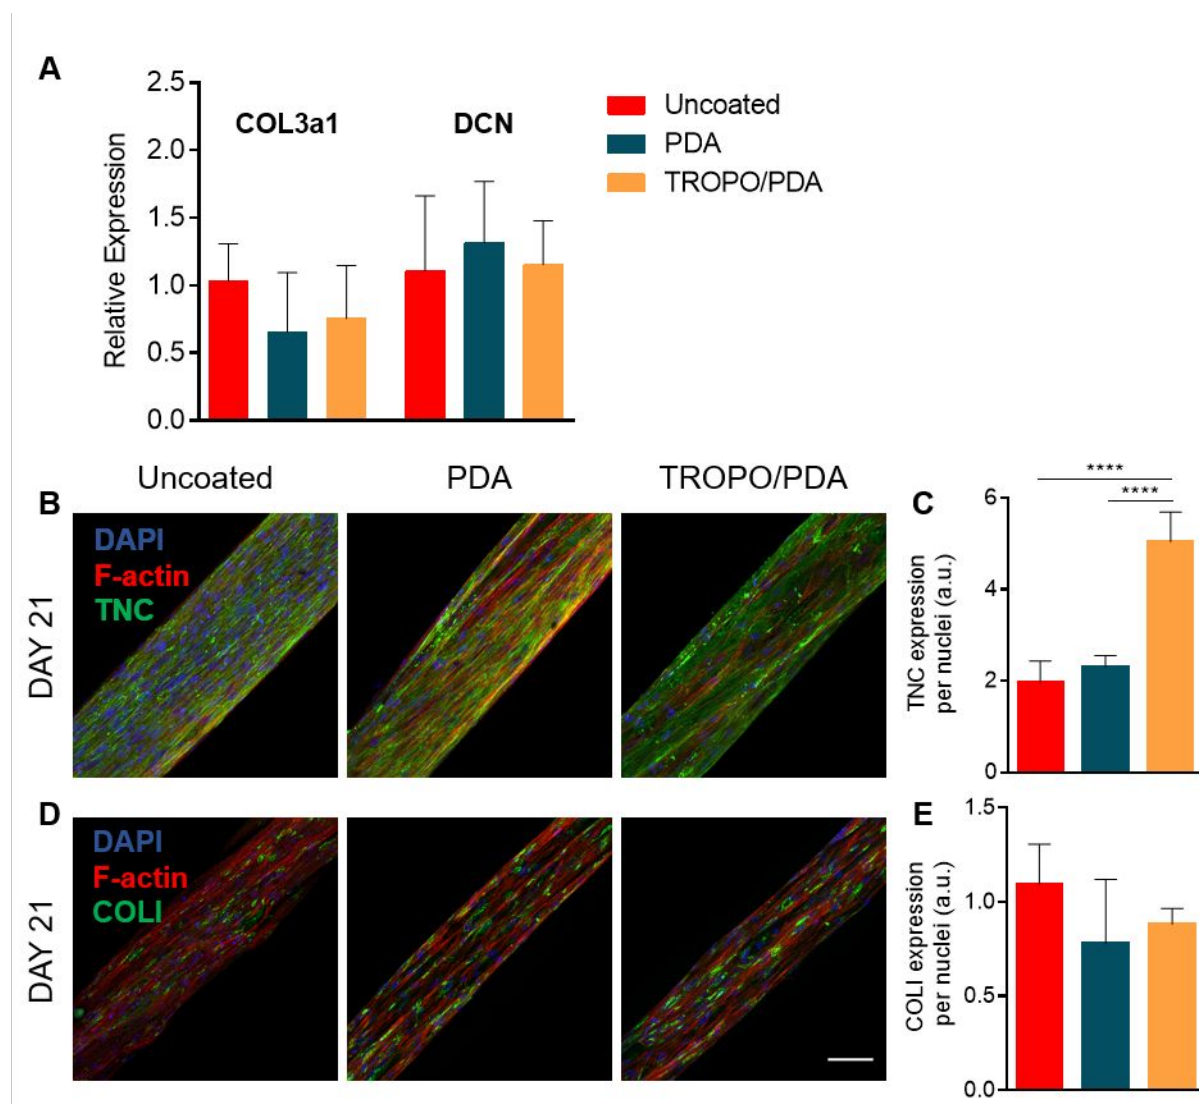 A
2.5
2.0
1.5
1.0
0.5
0.0
Relative Expression
COL3a1
DCN
Uncoated
PDA
TROPO/PDA
Uncoated
PDA
TROPO/PDA
B
DAY 21
DAPI
F-actin
TNC
C
****
****
6
4
2
0
TNC expression
per nuclei (a.u.)
D
DAY 21
DAPI
F-actin
COLI
E
1.5
1.0
0.5
0.0
COLI expression
per nuclei (a.u.)